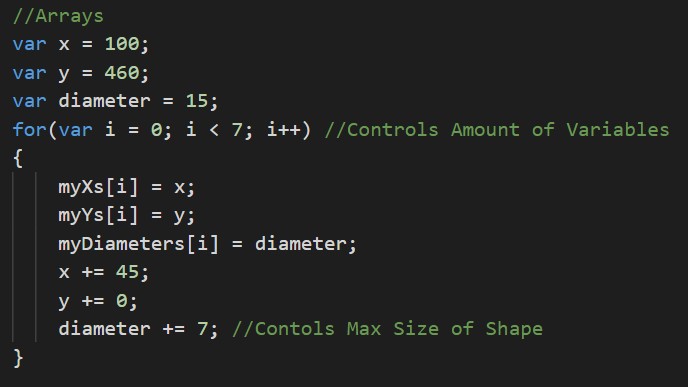 //Arrays
var x = 100;
var y = 460;
var diameter = 15;
for(var i = 0; i < 7; i++) //Controls Amount of Variables
{
    myXs[i] = x;
    myYs[i] = y;
    myDiameters[i] = diameter;
    x += 45;
    y += 0;
    diameter += 7; //Contols Max Size of Shape
}